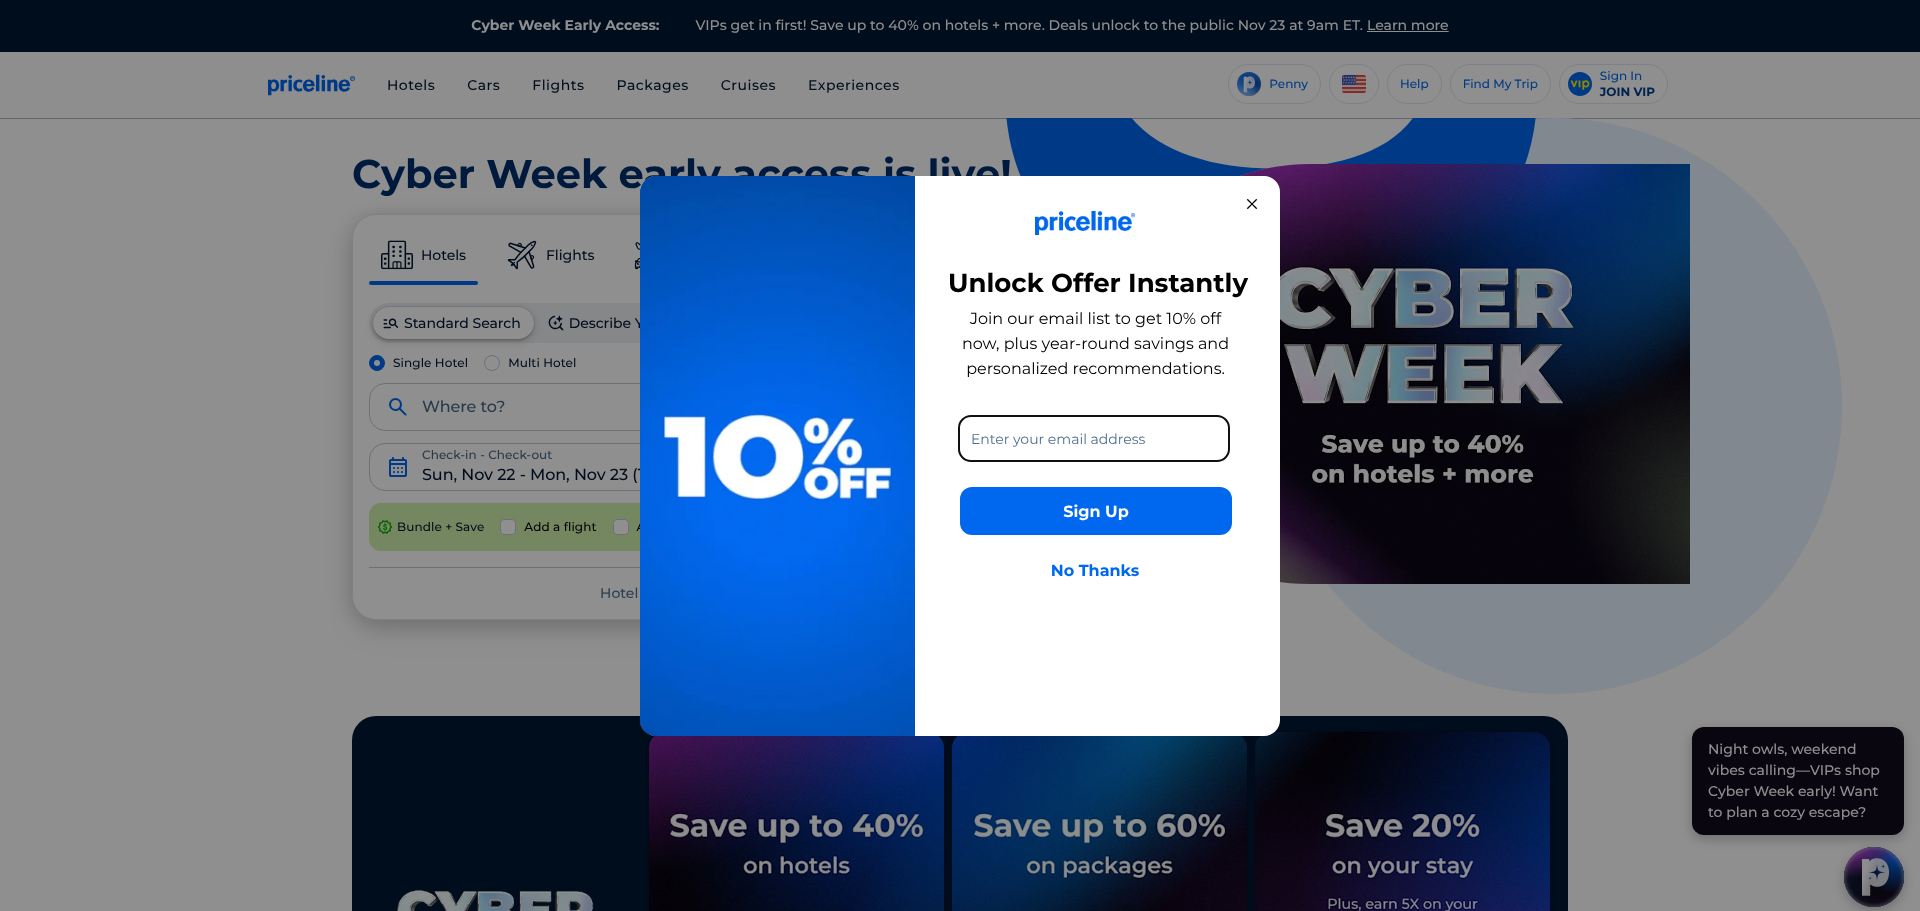 Cyber Week Early Access: VIPs get in first! Save up to 40% on hotels + more. Deals unlock to the public Nov 23 at 9am ET. Learn more
priceline®
Hotels
Cars
Flights
Packages
Cruises
Experiences
Penny
Help
Find My Trip
vip
Sign In
JOIN VIP
Cyber Week early access is live!
Hotels
Flights
Standard Search
Describe
Single Hotel
Multi Hotel
Where to?
Check-in - Check-out
Sun, Nov 22 - Mon, Nov 23
Bundle + Save
Add a flight
Hotel
10% OFF
priceline®
Unlock Offer Instantly
Join our email list to get 10% off
now, plus year-round savings and
personalized recommendations.
Enter your email address
Sign Up
No Thanks
CYBER
WEEK
Save up to 40%
on hotels + more
CYBER
Save up to 40%
on hotels
Save up to 60%
on packages
Save 20%
on your stay
Plus, earn 5X on your
Night owls, weekend
vibes calling—VIPs shop
Cyber Week early! Want
to plan a cozy escape?